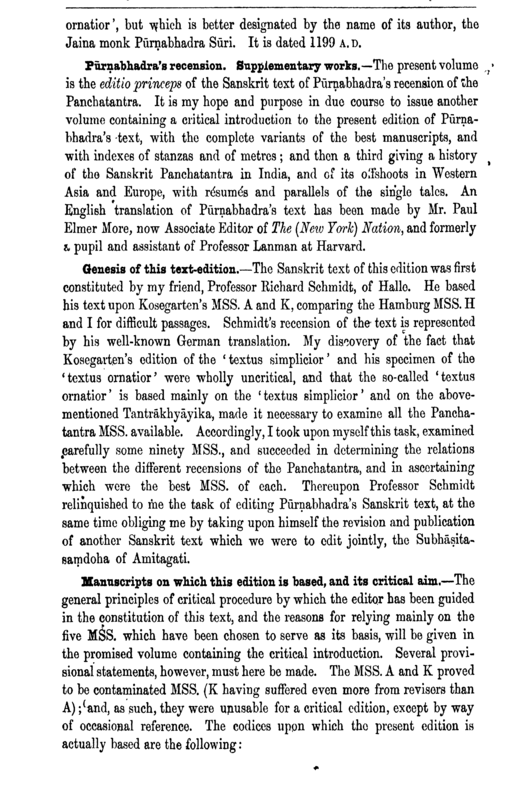 ornatior', but which is better designated by the name of its author, the
Jaina monk Pūrṇabhadra Sūri. It is dated 1199 A.D.
Pūrṇabhadra's recension. Supplementary works.—The present volume
is the editio princeps of the Sanskrit text of Pūrṇabhadra's recension of the
Panchatantra. It is my hope and purpose in due course to issue another
volume containing a critical introduction to the present edition of Pūrṇa-
bhadra's text, with the complete variants of the best manuscripts, and
with indexes of stanzas and of metres; and then a third giving a history
of the Sanskrit Panchatantra in India, and of its offshoots in Western
Asia and Europe, with résumés and parallels of the single tales. An
English translation of Pūrṇabhadra's text has been made by Mr. Paul
Elmer More, now Associate Editor of The (New York) Nation, and formerly
a pupil and assistant of Professor Lanman at Harvard.
Genesis of this text-edition.—The Sanskrit text of this edition was first
constituted by my friend, Professor Richard Schmidt, of Halle. He based
his text upon Kosegarten's MSS. A and K, comparing the Hamburg MSS. H
and I for difficult passages. Schmidt's recension of the text is represented
by his well-known German translation. My discovery of the fact that
Kosegarten's edition of the 'textus simplicior' and his specimen of the
'textus ornatior' were wholly uncritical, and that the so-called 'textus
ornatior' is based mainly on the 'textus simplicior' and on the above-
mentioned Tantrākhyāyika, made it necessary to examine all the Pancha-
tantra MSS. available. Accordingly, I took upon myself this task, examined
carefully some ninety MSS., and succeeded in determining the relations
between the different recensions of the Panchatantra, and in ascertaining
which were the best MSS. of each. Thereupon Professor Schmidt
relinquished to me the task of editing Pūrṇabhadra's Sanskrit text, at the
same time obliging me by taking upon himself the revision and publication
of another Sanskrit text which we were to edit jointly, the Subhāṣita-
saṃdoha of Amitagati.
Manuscripts on which this edition is based, and its critical aim.—The
general principles of critical procedure by which the editor has been guided
in the constitution of this text, and the reasons for relying mainly on the
five MSS. which have been chosen to serve as its basis, will be given in
the promised volume containing the critical introduction. Several provi-
sional statements, however, must here be made. The MSS. A and K proved
to be contaminated MSS. (K having suffered even more from revisers than
A); and, as such, they were unusable for a critical edition, except by way
of occasional reference. The codices upon which the present edition is
actually based are the following: